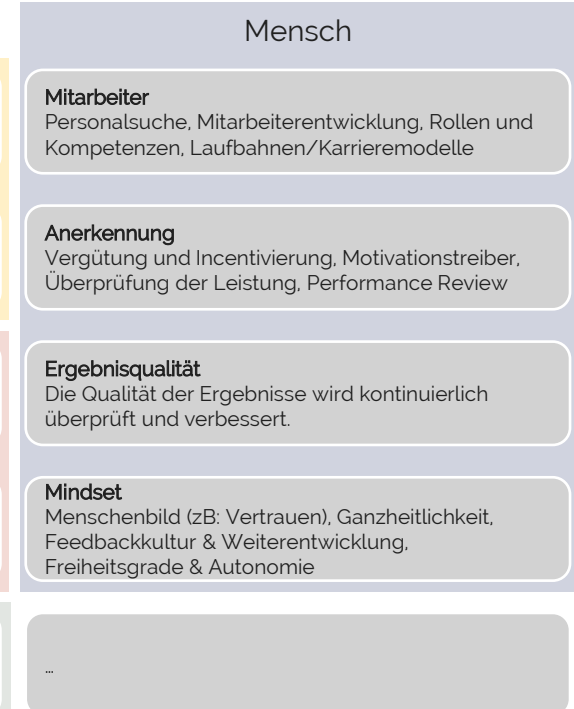 Mensch
Mitarbeiter
Personalsuche, Mitarbeiterentwicklung, Rollen und
Kompetenzen, Laufbahnen/Karrieremodelle
Anerkennung
Vergütung und Incentivierung, Motivationstreiber,
Überprüfung der Leistung, Performance Review
Ergebnisqualität
Die Qualität der Ergebnisse wird kontinuierlich
überprüft und verbessert.
Mindset
Menschenbild (zB: Vertrauen), Ganzheitlichkeit,
Feedbackkultur & Weiterentwicklung,
Freiheitsgrade & Autonomie
...